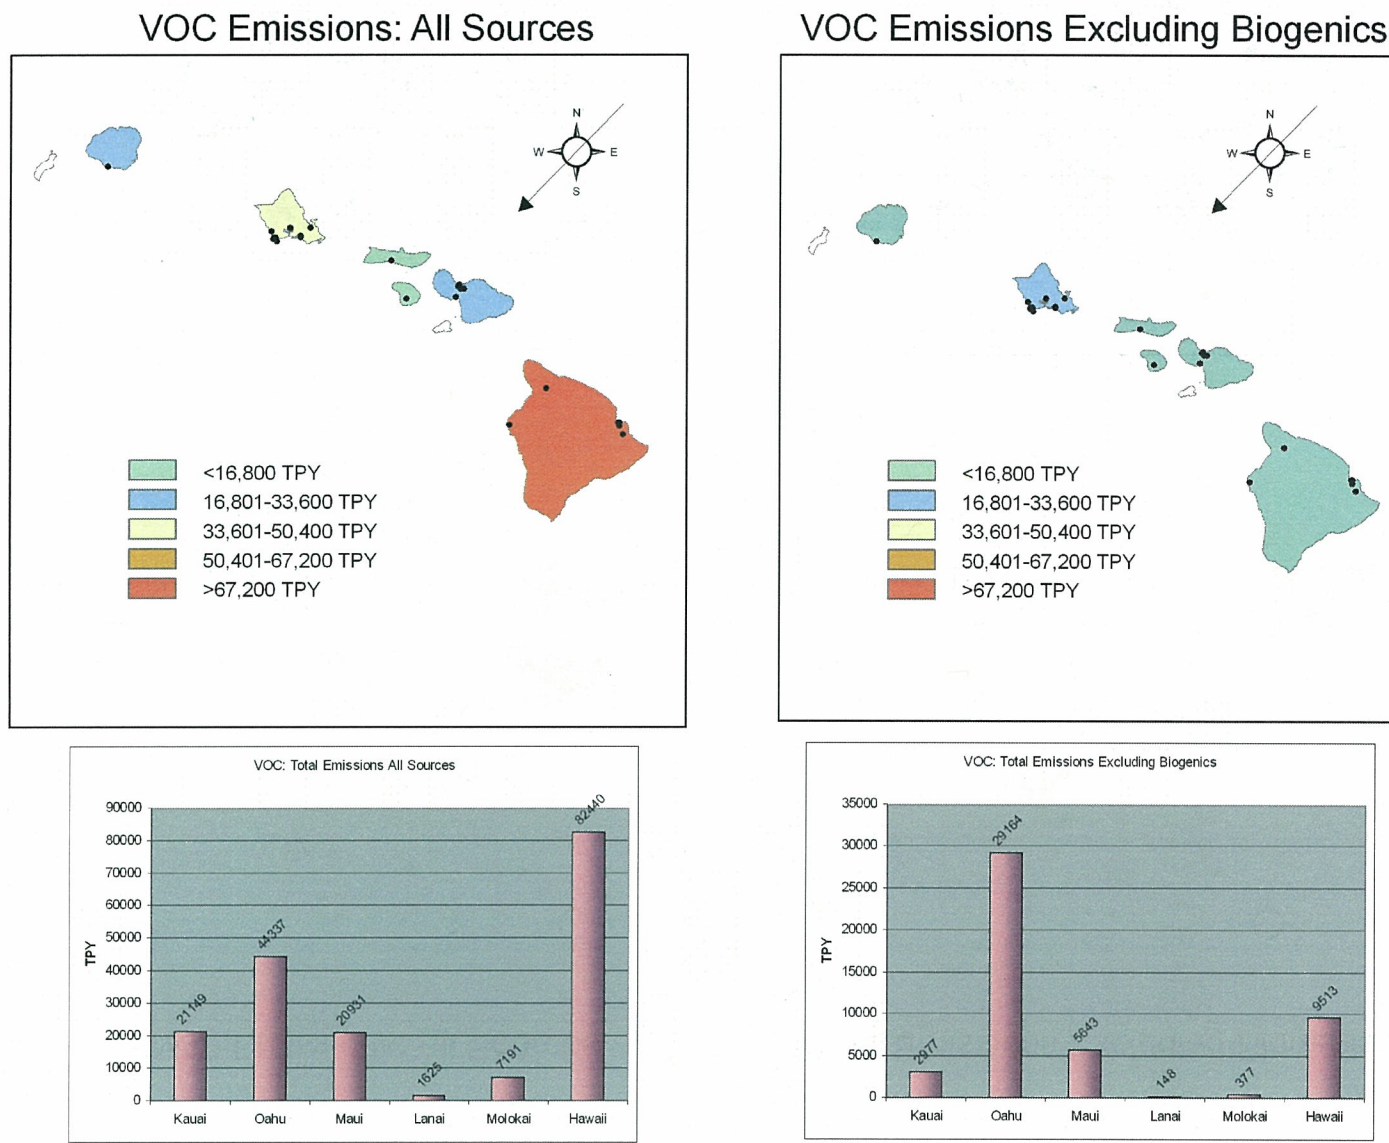 VOC Emissions: All Sources
N
W
E
S
<16,800 TPY
16,801-33,600 TPY
33,601-50,400 TPY
50,401-67,200 TPY
>67,200 TPY
VOC: Total Emissions All Sources
90000
80000
70000
60000
50000
40000
30000
20000
10000
0
TPY
21149
44337
20931
1625
7191
82440
Kauai
Oahu
Maui
Lanai
Molokai
Hawaii
VOC Emissions Excluding Biogenics
N
W
E
S
<16,800 TPY
16,801-33,600 TPY
33,601-50,400 TPY
50,401-67,200 TPY
>67,200 TPY
VOC: Total Emissions Excluding Biogenics
35000
30000
25000
20000
15000
10000
5000
0
TPY
2977
29164
5643
148
377
9513
Kauai
Oahu
Maui
Lanai
Molokai
Hawaii